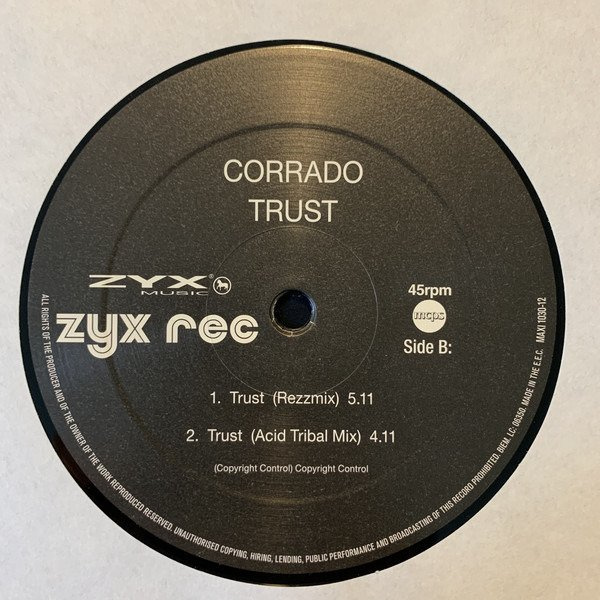 CORRADO
TRUST
ZYX®
MUSIC
zyx rec
45rpm
mcps
Side B:
1. Trust (Rezzmix) 5.11
2. Trust (Acid Tribal Mix) 4.11
(Copyright Control) Copyright Control
ALL RIGHTS OF THE PRODUCER AND OF THE OWNER OF THE WORK REPRODUCED RESERVED. UNAUTHORISED COPYING, HIRING, LENDING, PUBLIC PERFORMANCE AND BROADCASTING OF THIS RECORD PROHIBITED. BIEM. LC: 06350. MADE IN THE E.E.C. MAXI 1030-12